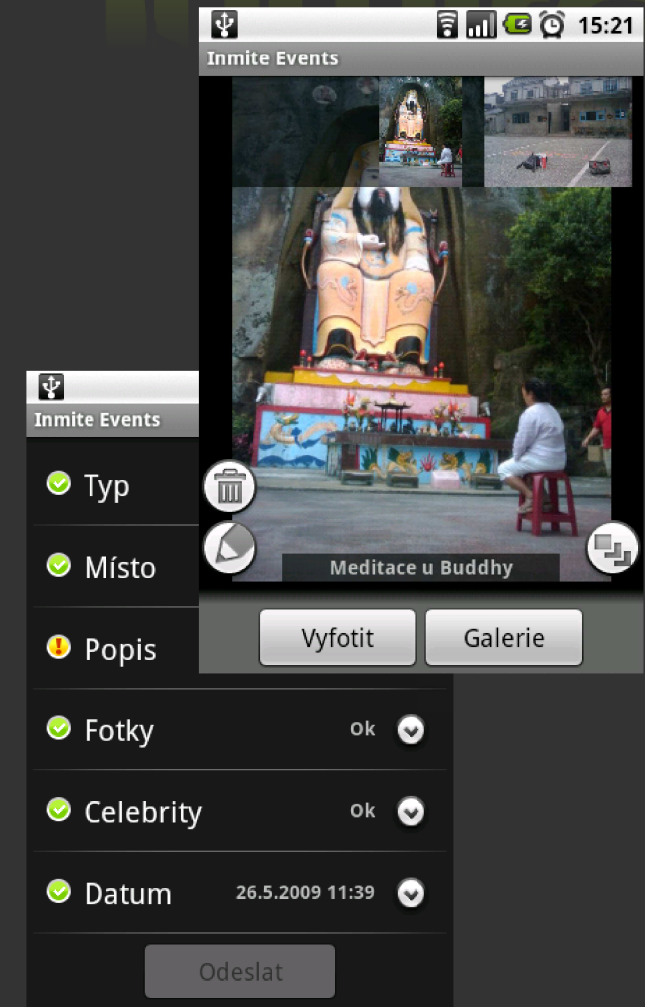 15:21
Inmite Events
Meditace u Buddhy
Vyfotit
Galerie
Inmite Events
Typ
Místo
Popis
Fotky Ok
Celebrity Ok
Datum 26.5.2009 11:39
Odeslat